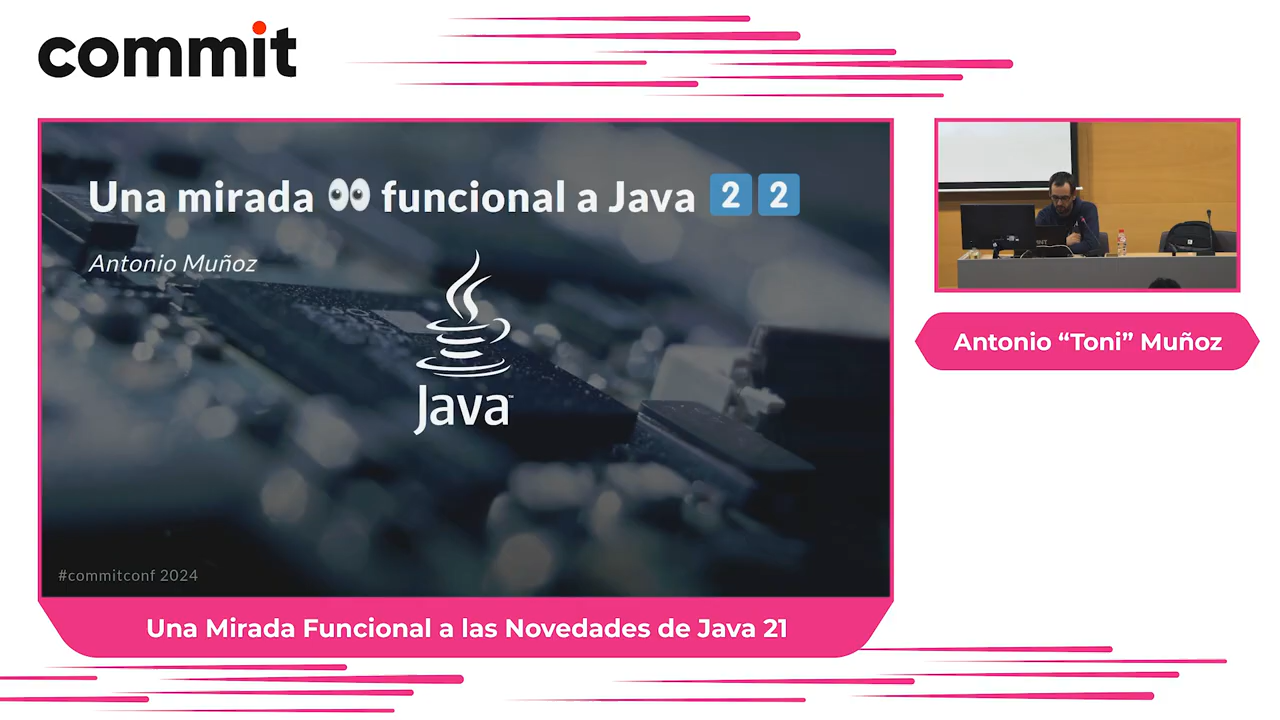 commit
Una mirada 👀 funcional a Java 2️⃣2️⃣
Antonio Muñoz
Java™
#commitconf 2024
Una Mirada Funcional a las Novedades de Java 21
Antonio “Toni” Muñoz